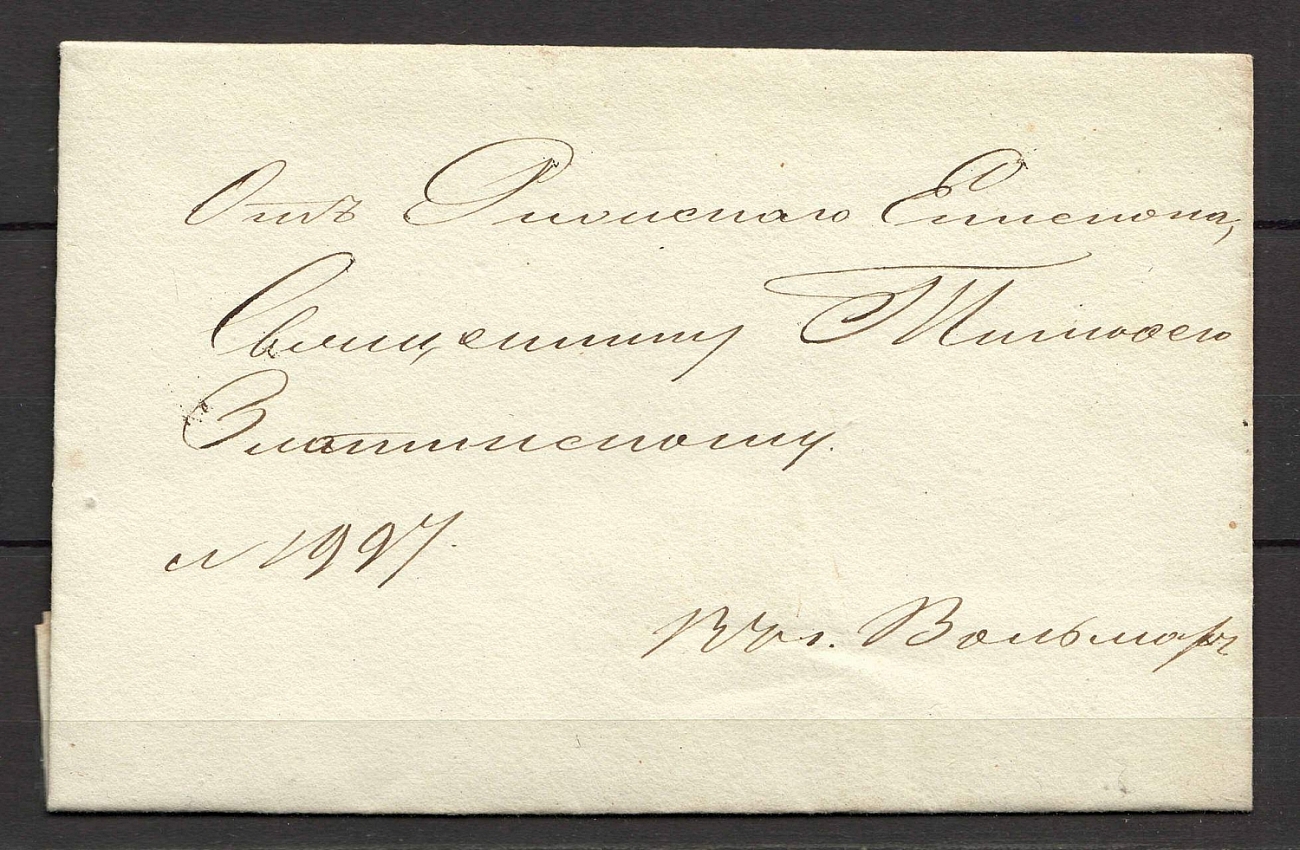 Отъ Рижскаго Епископа,
Священнику Тимоѳею
Златинскому.
№ 1997.
Въ г. Вольмаръ